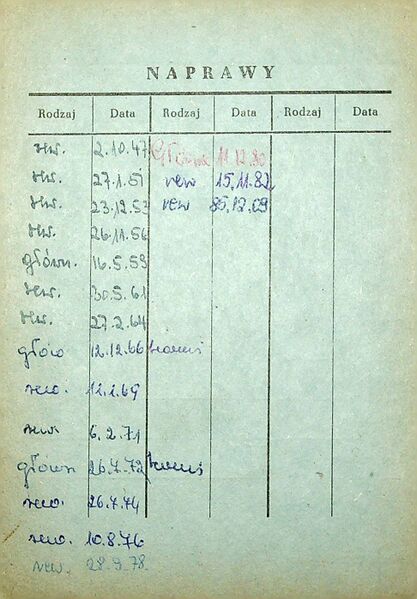 NAPRAWY
Rodzaj Data Rodzaj Data Rodzaj Data
rew. 2.10.47 Główna 11.12.80
rew. 27.1.51 rew 15.11.82
rew. 23.12.53 rew 85.12.09
rew. 26.11.56
główn. 16.5.59
rew. 30.5.61
rew. 27.2.64
główn 12.12.66
rew. 12.1.69
rew. 6.2.71
główn 26.7.72
rew. 26.7.74
rew. 10.8.76
rew. 28.9.78.